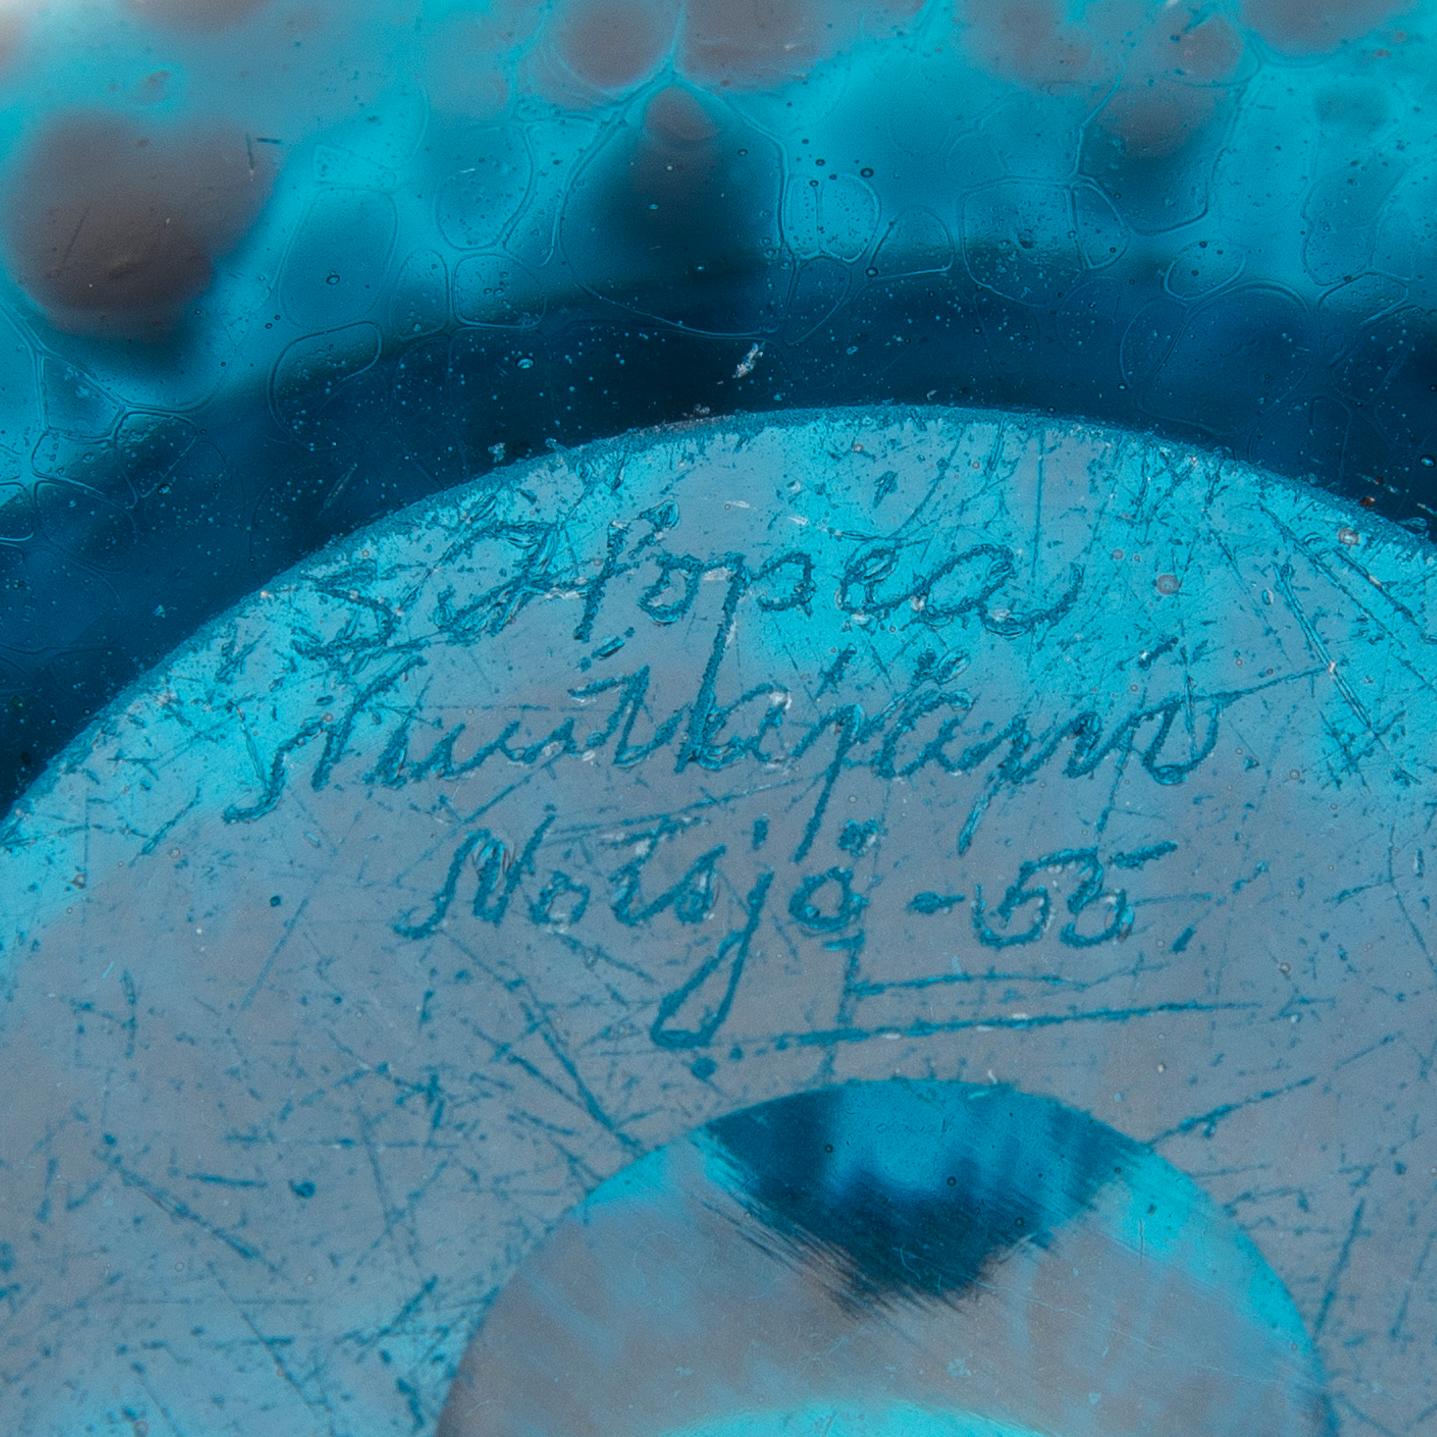 S. Hopea
Nuutajärvi
Notsjö -55